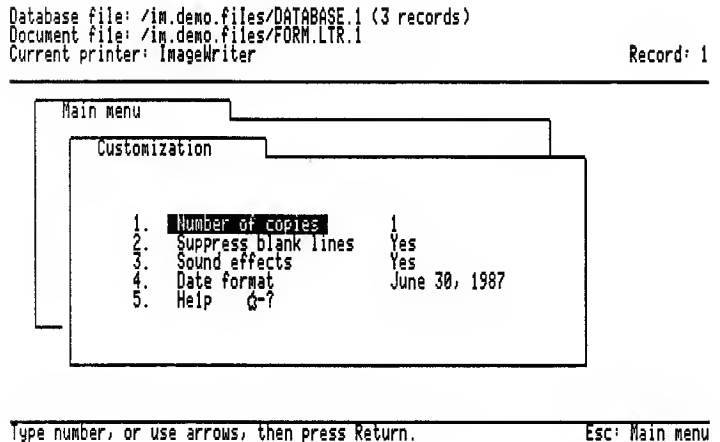 Database file: /im.demo.files/DATABASE.1 (3 records)
Document file: /im.demo.files/FORM.LTR.1
Current printer: ImageWriter Record: 1
Main menu
Customization
1. Number of copies 1
2. Suppress blank lines Yes
3. Sound effects Yes
4. Date format June 30, 1987
5. Help -?
Type number, or use arrows, then press Return. Esc: Main menu